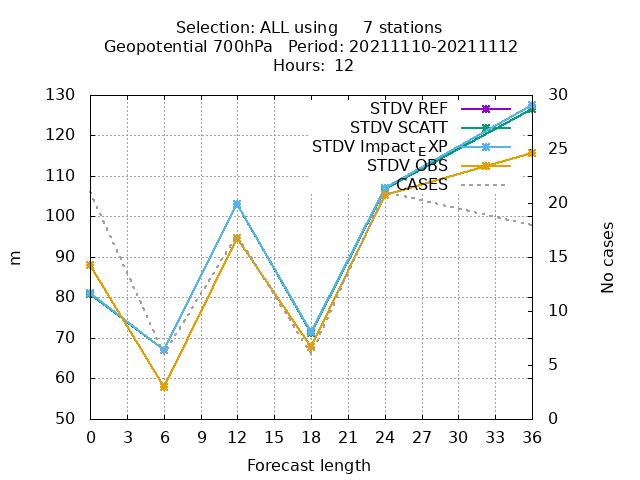 Selection: ALL using     7 stations
Geopotential 700hPa   Period: 20211110-20211112
Hours: 12
STDV REF
STDV SCATT
STDV Impact_EXP
STDV OBS
CASES
130
120
110
100
90
80
70
60
50
m
30
25
20
15
10
5
0
No cases
0 3 6 9 12 15 18 21 24 27 30 33 36
Forecast length